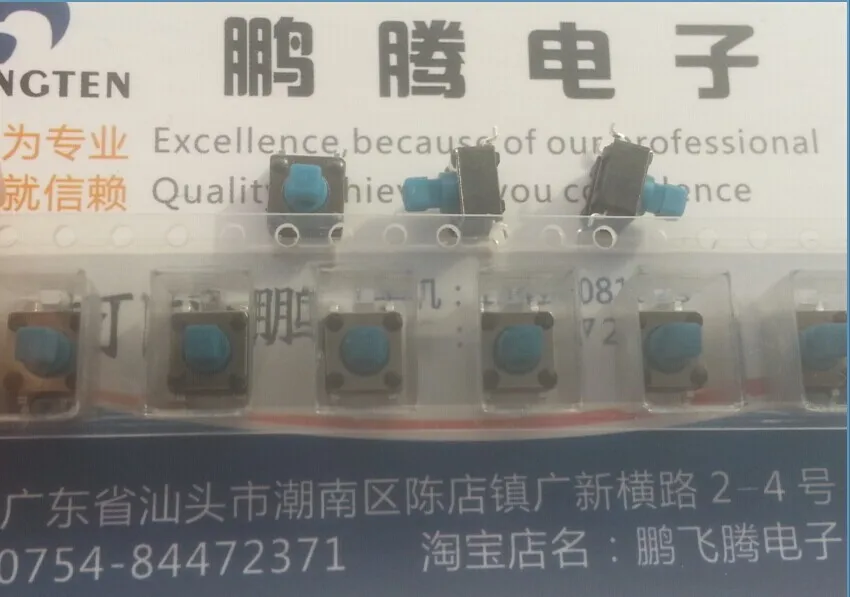 NGTEN
鹏腾电子
为专业 Excellence, because of our professional
就信赖 Quality
广东省汕头市潮南区陈店镇广新横路2-4号
0754-84472371 淘宝店名：鹏飞腾电子